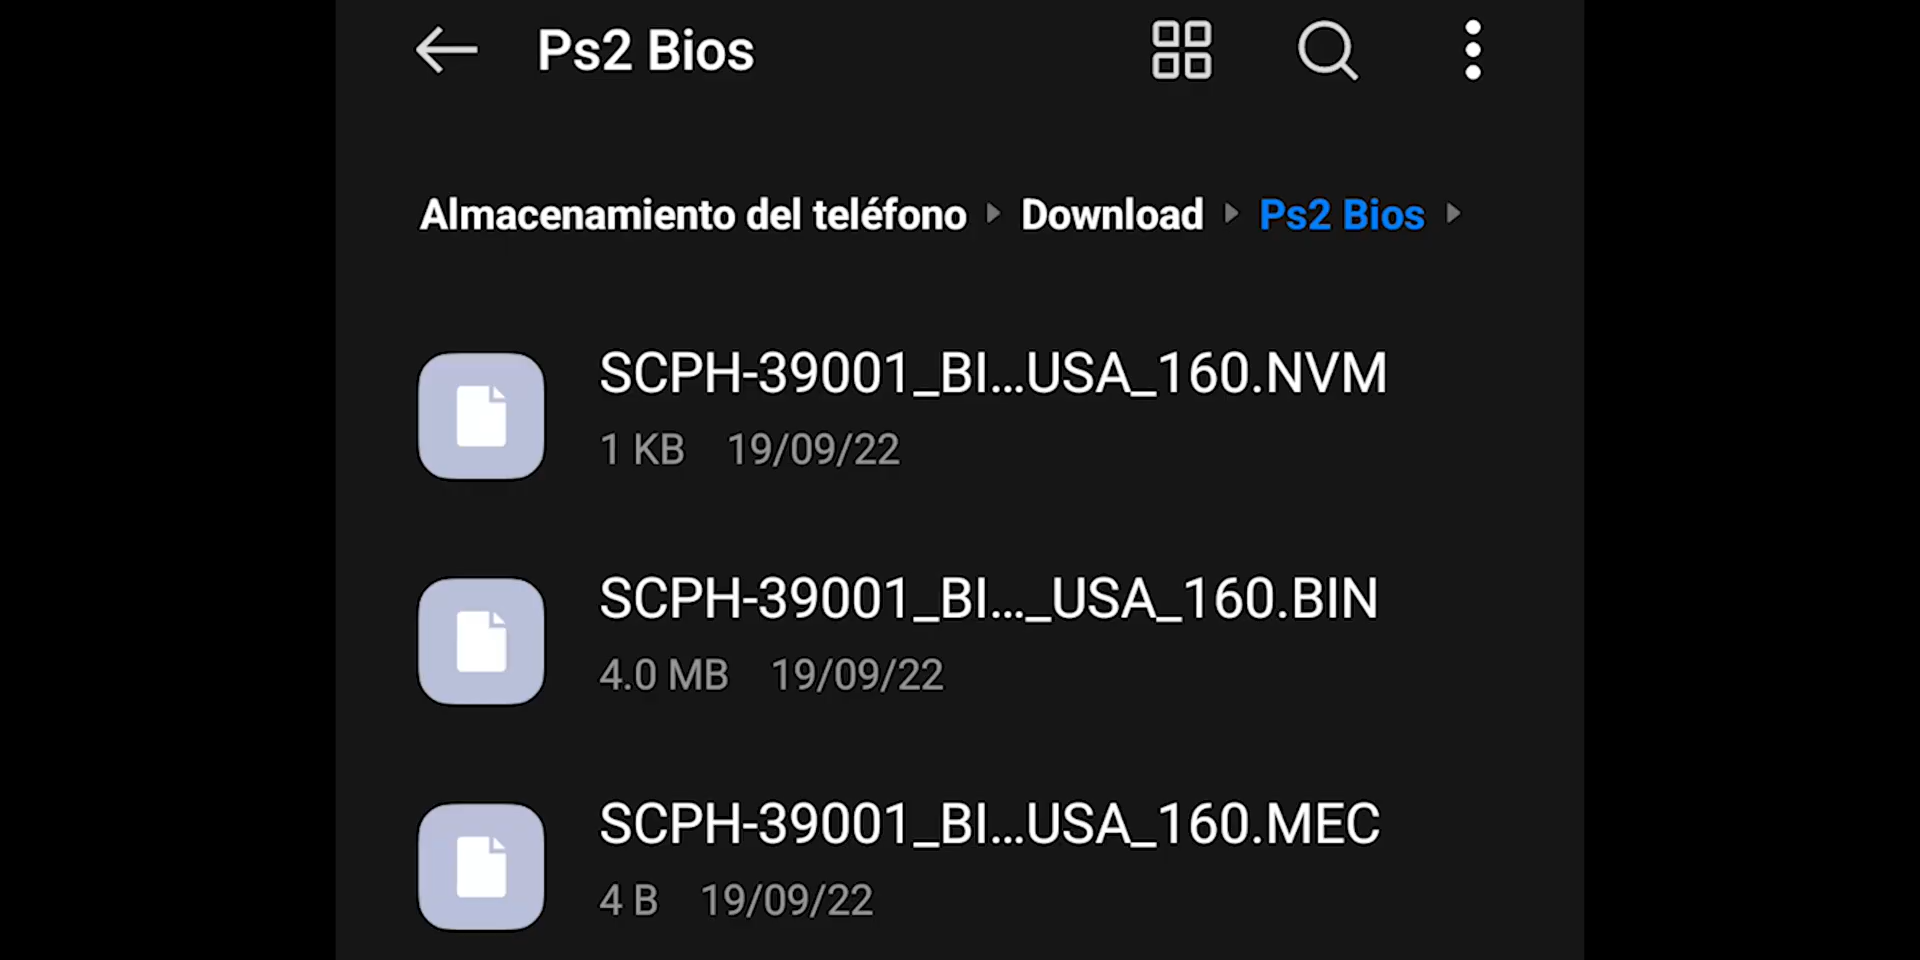 Ps2 Bios
Almacenamiento del teléfono Download Ps2 Bios
SCPH-39001_BI...USA_160.NVM
1 KB 19/09/22
SCPH-39001_BI..._USA_160.BIN
4.0 MB 19/09/22
SCPH-39001_BI...USA_160.MEC
4 B 19/09/22